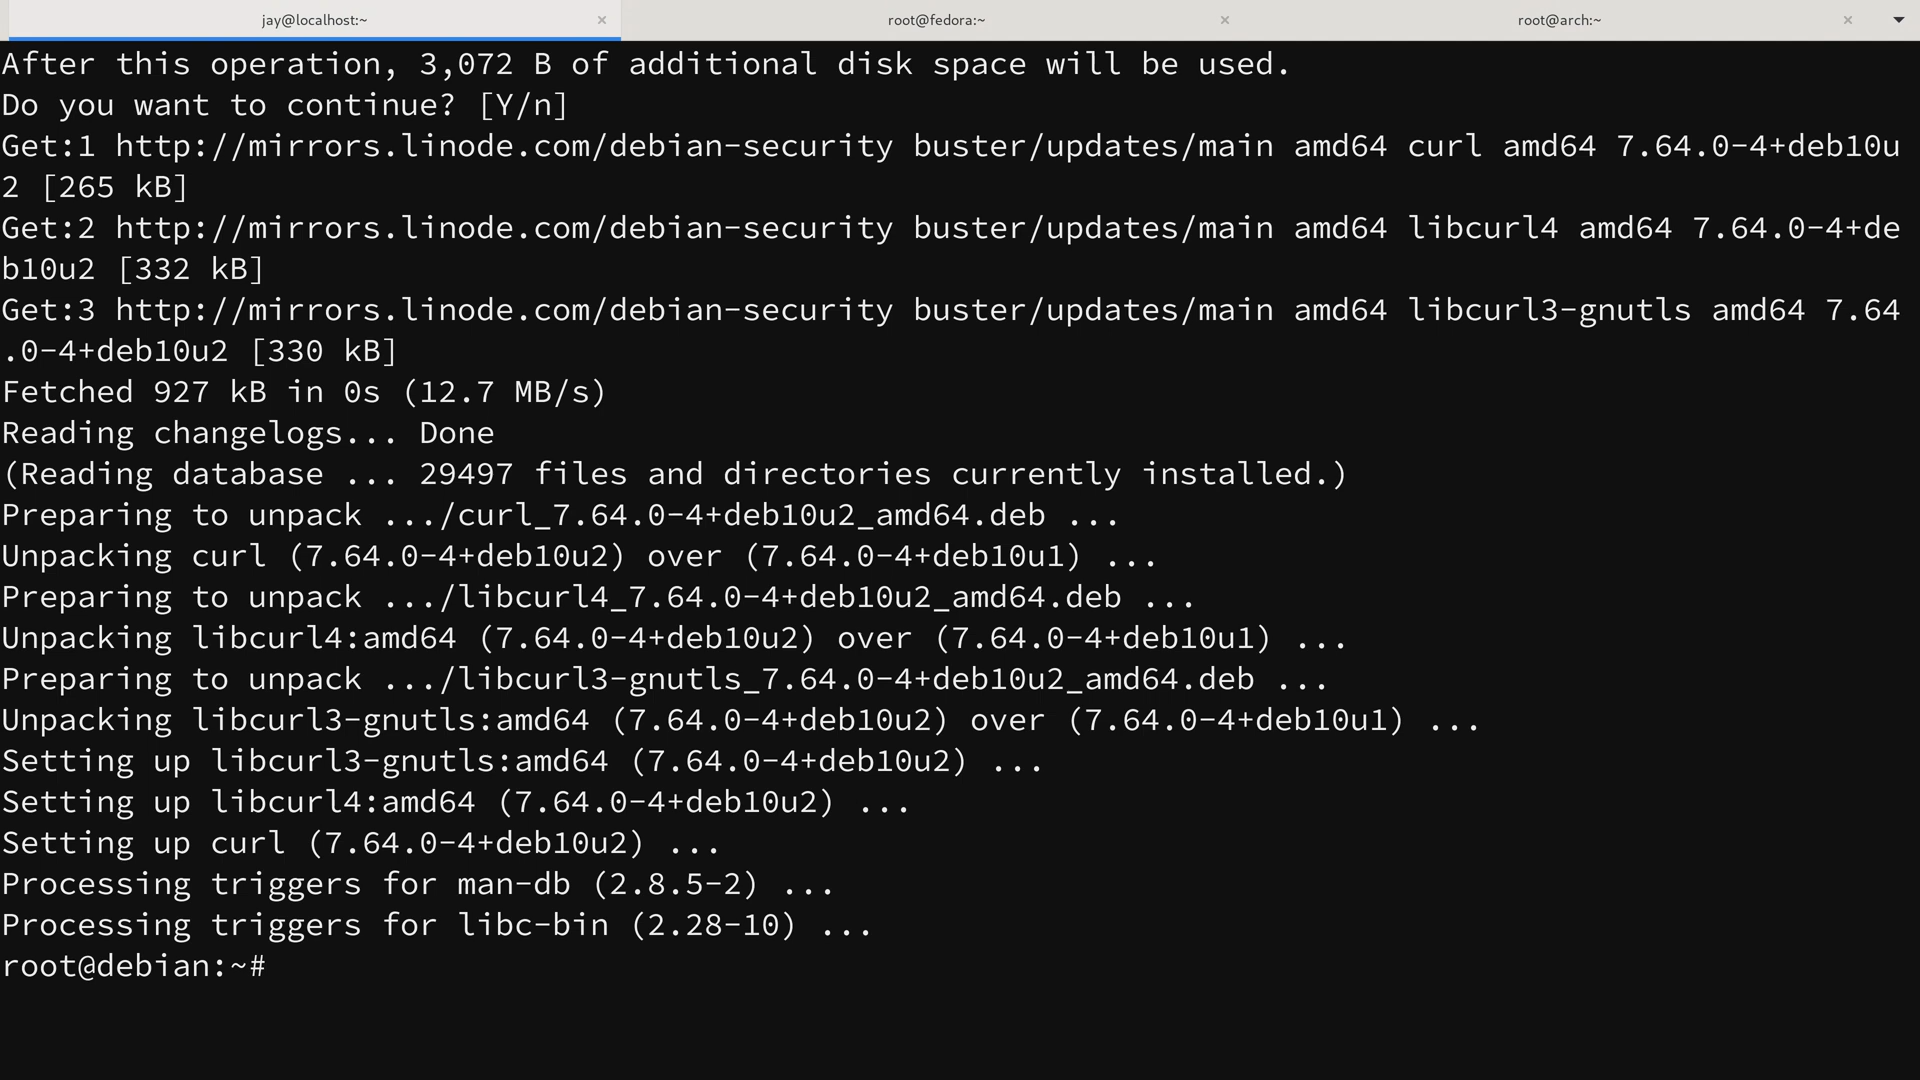 jay@localhost:~ × root@fedora:~ × root@arch:~ ×
After this operation, 3,072 B of additional disk space will be used.
Do you want to continue? [Y/n]
Get:1 http://mirrors.linode.com/debian-security buster/updates/main amd64 curl amd64 7.64.0-4+deb10u
2 [265 kB]
Get:2 http://mirrors.linode.com/debian-security buster/updates/main amd64 libcurl4 amd64 7.64.0-4+de
b10u2 [332 kB]
Get:3 http://mirrors.linode.com/debian-security buster/updates/main amd64 libcurl3-gnutls amd64 7.64
.0-4+deb10u2 [330 kB]
Fetched 927 kB in 0s (12.7 MB/s)
Reading changelogs... Done
(Reading database ... 29497 files and directories currently installed.)
Preparing to unpack .../curl_7.64.0-4+deb10u2_amd64.deb ...
Unpacking curl (7.64.0-4+deb10u2) over (7.64.0-4+deb10u1) ...
Preparing to unpack .../libcurl4_7.64.0-4+deb10u2_amd64.deb ...
Unpacking libcurl4:amd64 (7.64.0-4+deb10u2) over (7.64.0-4+deb10u1) ...
Preparing to unpack .../libcurl3-gnutls_7.64.0-4+deb10u2_amd64.deb ...
Unpacking libcurl3-gnutls:amd64 (7.64.0-4+deb10u2) over (7.64.0-4+deb10u1) ...
Setting up libcurl3-gnutls:amd64 (7.64.0-4+deb10u2) ...
Setting up libcurl4:amd64 (7.64.0-4+deb10u2) ...
Setting up curl (7.64.0-4+deb10u2) ...
Processing triggers for man-db (2.8.5-2) ...
Processing triggers for libc-bin (2.28-10) ...
root@debian:~#